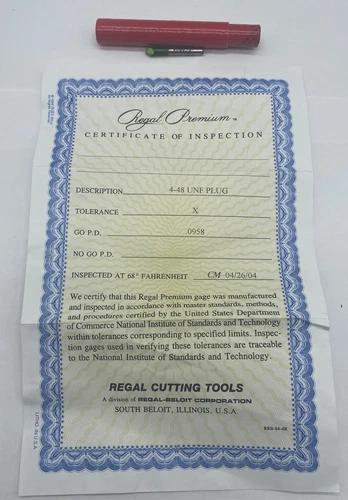 Regal Premium™
CERTIFICATE OF INSPECTION
DESCRIPTION 4-48 UNF PLUG
TOLERANCE X
GO P.D. .0958
NO GO P.D.
INSPECTED AT 68° FAHRENHEIT CM 04/26/04
We certify that this Regal Premium gage was manufactured
and inspected in accordance with master standards, methods,
and procedures certified by the United States Department
of Commerce National Institute of Standards and Technology
within tolerances corresponding to specified limits. Inspec-
tion gages used in verifying these tolerances are traceable
to the National Institute of Standards and Technology.
REGAL CUTTING TOOLS
A division of REGAL-BELOIT CORPORATION
SOUTH BELOIT, ILLINOIS, U.S.A.
LITHO IN U.S.A.